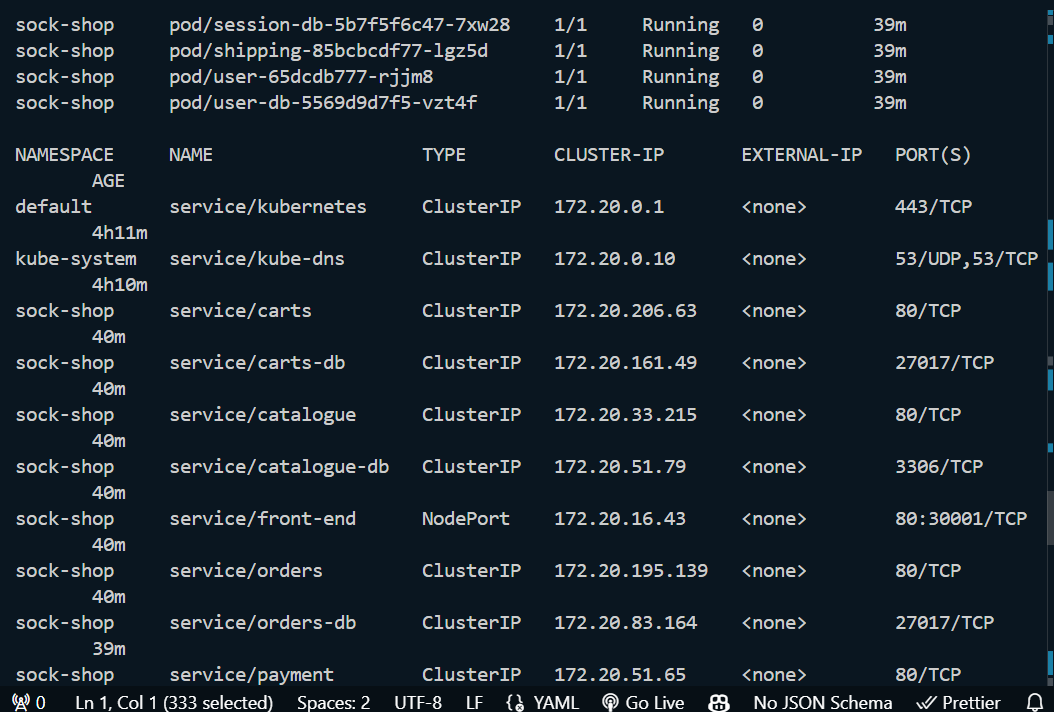 sock-shop pod/session-db-5b7f5f6c47-7xw28 1/1 Running 0 39m
sock-shop pod/shipping-85bcbcdf77-lgz5d 1/1 Running 0 39m
sock-shop pod/user-65dcdb777-rjjm8 1/1 Running 0 39m
sock-shop pod/user-db-5569d9d7f5-vzt4f 1/1 Running 0 39m
NAMESPACE NAME TYPE CLUSTER-IP EXTERNAL-IP PORT(S)
AGE
default service/kubernetes ClusterIP 172.20.0.1 <none> 443/TCP
4h11m
kube-system service/kube-dns ClusterIP 172.20.0.10 <none> 53/UDP,53/TCP
4h10m
sock-shop service/carts ClusterIP 172.20.206.63 <none> 80/TCP
40m
sock-shop service/carts-db ClusterIP 172.20.161.49 <none> 27017/TCP
40m
sock-shop service/catalogue ClusterIP 172.20.33.215 <none> 80/TCP
40m
sock-shop service/catalogue-db ClusterIP 172.20.51.79 <none> 3306/TCP
40m
sock-shop service/front-end NodePort 172.20.16.43 <none> 80:30001/TCP
40m
sock-shop service/orders ClusterIP 172.20.195.139 <none> 80/TCP
40m
sock-shop service/orders-db ClusterIP 172.20.83.164 <none> 27017/TCP
39m
sock-shop service/payment ClusterIP 172.20.51.65 <none> 80/TCP
0 Ln 1, Col 1 (333 selected) Spaces: 2 UTF-8 LF YAML Go Live No JSON Schema Prettier